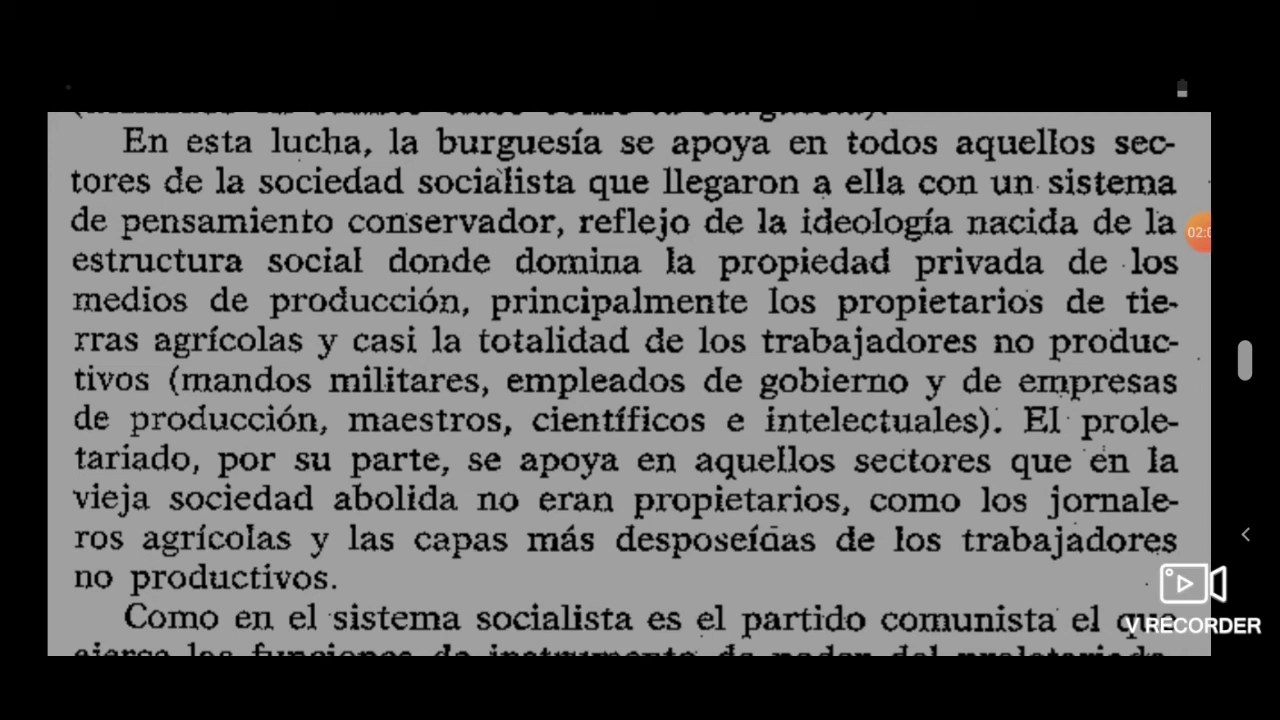 En esta lucha, la burguesía se apoya en todos aquellos sec-
tores de la sociedad socialista que llegaron a ella con un sistema
de pensamiento conservador, reflejo de la ideología nacida de la
estructura social donde domina la propiedad privada de los
medios de producción, principalmente los propietarios de tie-
rras agrícolas y casi la totalidad de los trabajadores no produc-
tivos (mandos militares, empleados de gobierno y de empresas
de producción, maestros, científicos e intelectuales). El prole-
tariado, por su parte, se apoya en aquellos sectores que en la
vieja sociedad abolida no eran propietarios, como los jornale-
ros agrícolas y las capas más desposeídas de los trabajadores
no productivos.
Como en el sistema socialista es el partido comunista el
V RECORDER